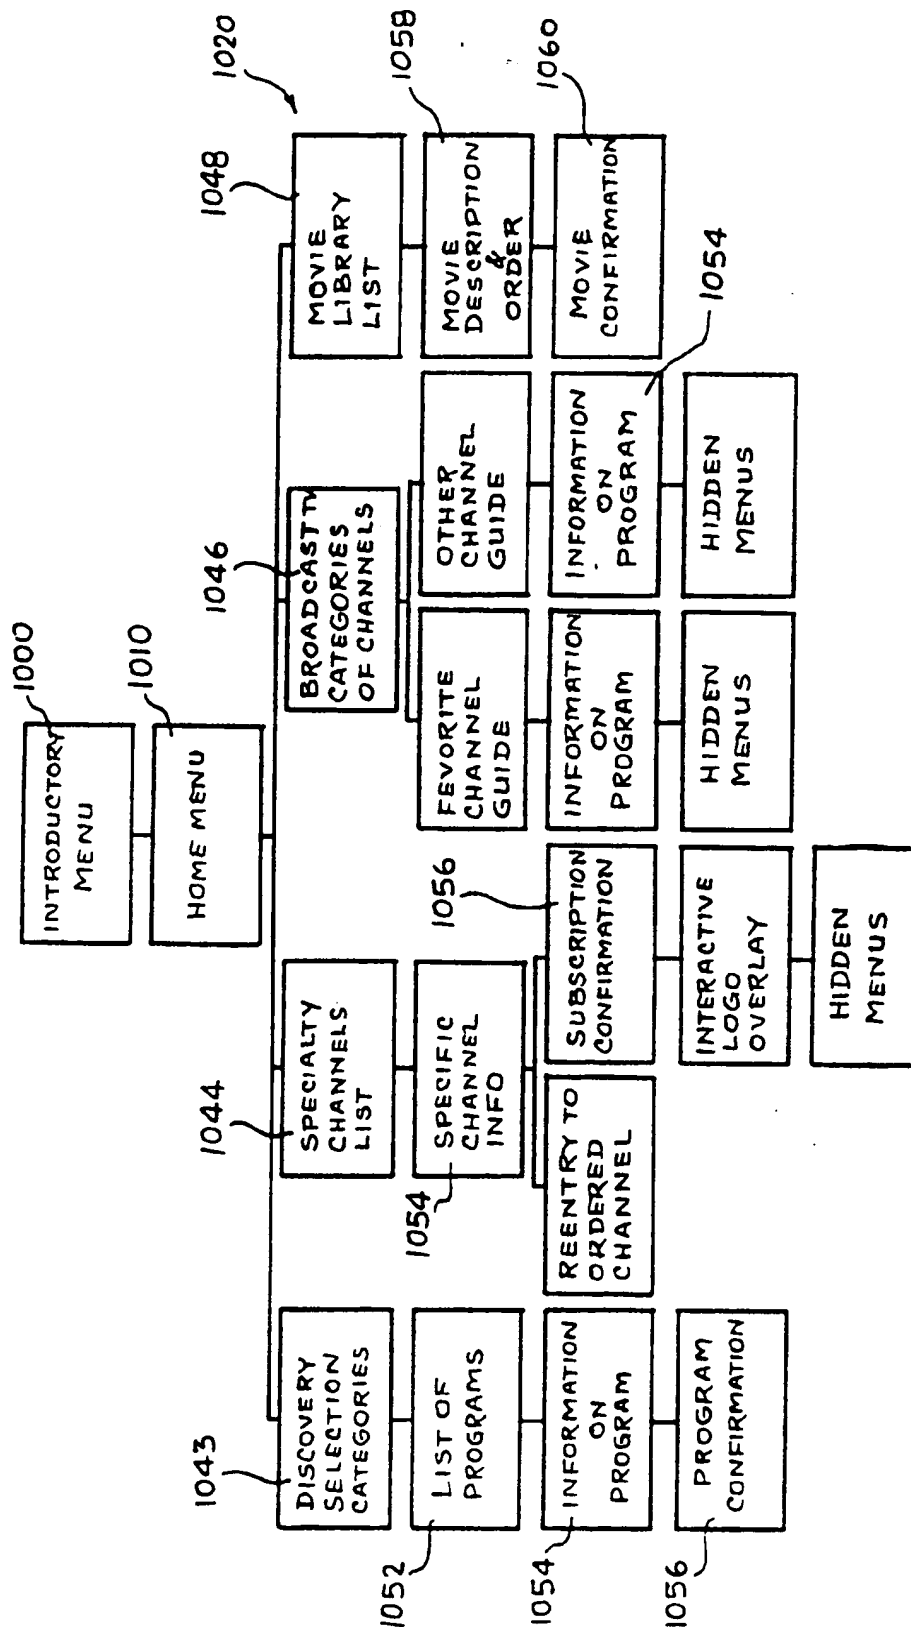 1000
INTRODUCTORY
MENU
1010
HOME MENU
1020
1043
DISCOVERY
SELECTION
CATEGORIES
1052
LIST OF
PROGRAMS
1054
INFORMATION
ON
PROGRAM
1056
PROGRAM
CONFIRMATION
1044
SPECIALTY
CHANNELS
LIST
1054
SPECIFIC
CHANNEL
INFO
REENTRY TO
ORDERED
CHANNEL
1056
SUBSCRIPTION
CONFIRMATION
INTERACTIVE
LOGO
OVERLAY
HIDDEN
MENUS
1046
BROADCAST TV
CATEGORIES
OF CHANNELS
FEVORITE
CHANNEL
GUIDE
INFORMATION
ON
PROGRAM
HIDDEN
MENUS
OTHER
CHANNEL
GUIDE
INFORMATION
ON
PROGRAM
1054
HIDDEN
MENUS
1048
MOVIE
LIBRARY
LIST
1058
MOVIE
DESCRIPTION
&
ORDER
1060
MOVIE
CONFIRMATION